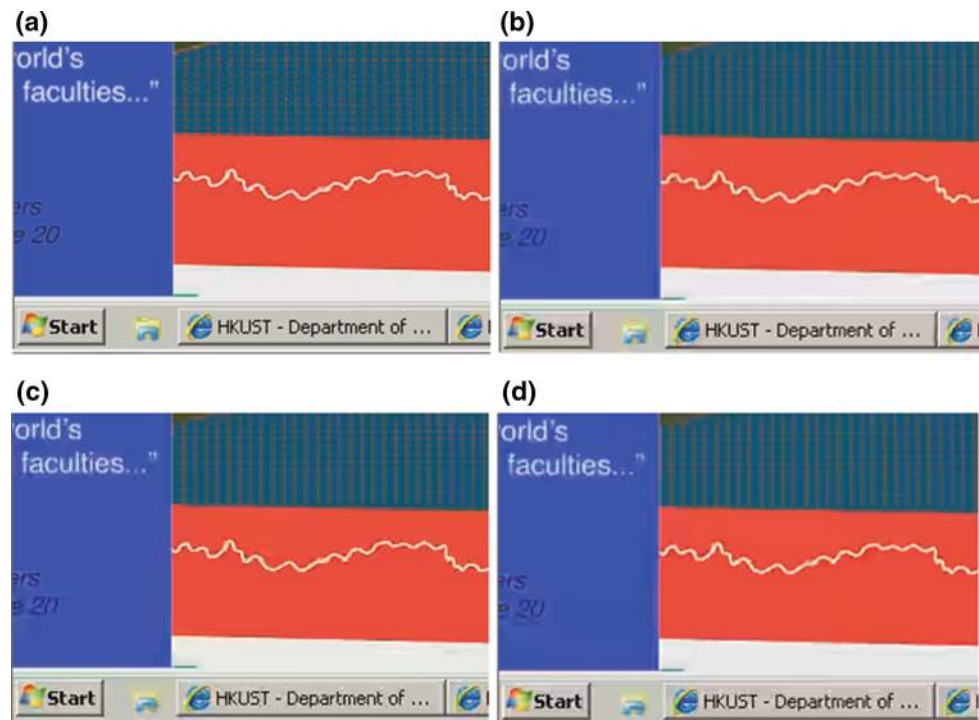 (a)
orld's
faculties..."
ers
e 20
Start
HKUST - Department of ...
(b)
orld's
faculties..."
ers
e 20
Start
HKUST - Department of ...
(c)
orld's
faculties..."
ers
e 20
Start
HKUST - Department of ...
(d)
orld's
faculties..."
ers
e 20
Start
HKUST - Department of ...